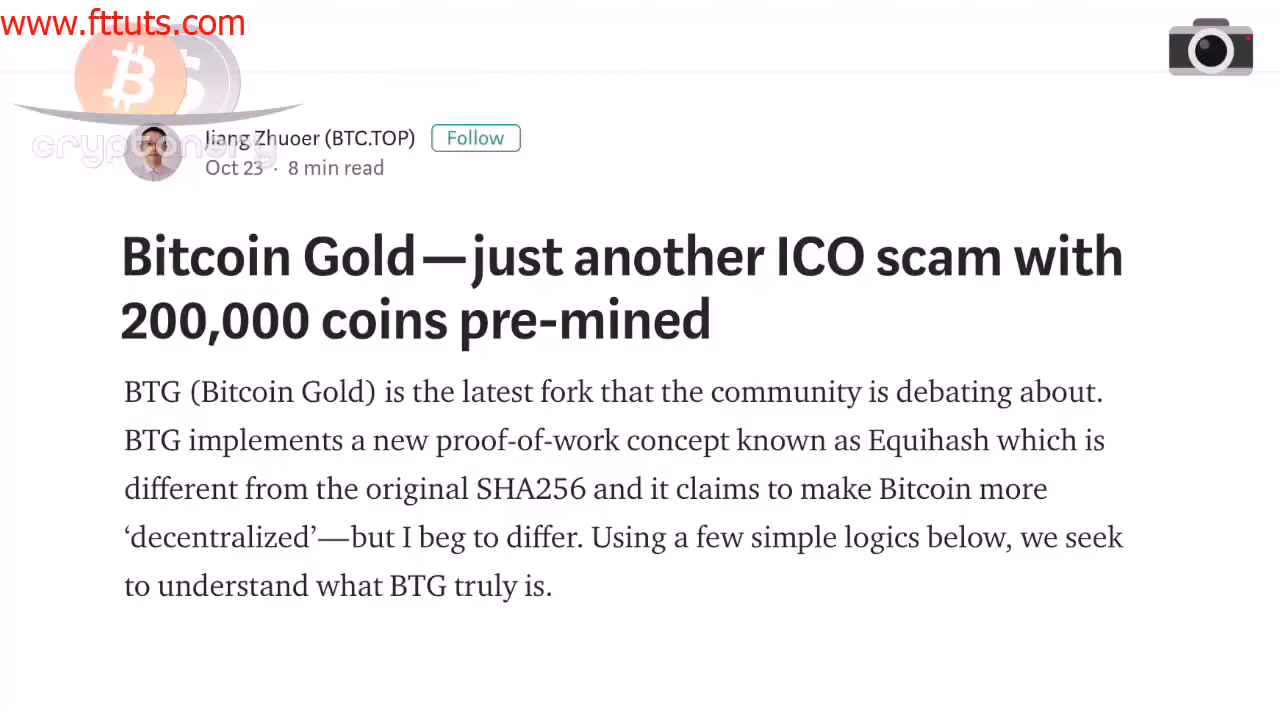 www.fttuts.com
cryptonary
Jiang Zhuoer (BTC.TOP) Follow
Oct 23 · 8 min read
Bitcoin Gold—just another ICO scam with
200,000 coins pre-mined
BTG (Bitcoin Gold) is the latest fork that the community is debating about.
BTG implements a new proof-of-work concept known as Equihash which is
different from the original SHA256 and it claims to make Bitcoin more
‘decentralized’—but I beg to differ. Using a few simple logics below, we seek
to understand what BTG truly is.